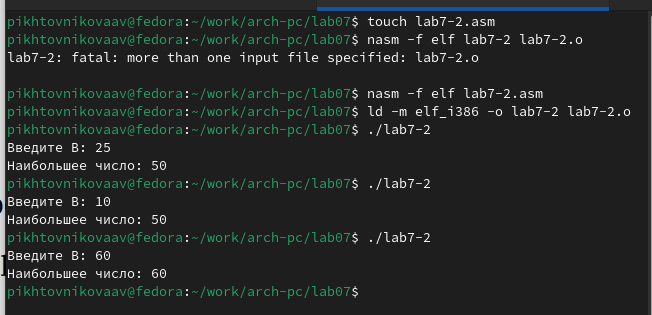 pikhtovnikovaav@fedora:~/work/arch-pc/lab07$ touch lab7-2.asm
pikhtovnikovaav@fedora:~/work/arch-pc/lab07$ nasm -f elf lab7-2 lab7-2.o
lab7-2: fatal: more than one input file specified: lab7-2.o
pikhtovnikovaav@fedora:~/work/arch-pc/lab07$ nasm -f elf lab7-2.asm
pikhtovnikovaav@fedora:~/work/arch-pc/lab07$ ld -m elf_i386 -o lab7-2 lab7-2.o
pikhtovnikovaav@fedora:~/work/arch-pc/lab07$ ./lab7-2
Введите B: 25
Наибольшее число: 50
pikhtovnikovaav@fedora:~/work/arch-pc/lab07$ ./lab7-2
Введите B: 10
Наибольшее число: 50
pikhtovnikovaav@fedora:~/work/arch-pc/lab07$ ./lab7-2
Введите B: 60
Наибольшее число: 60
pikhtovnikovaav@fedora:~/work/arch-pc/lab07$